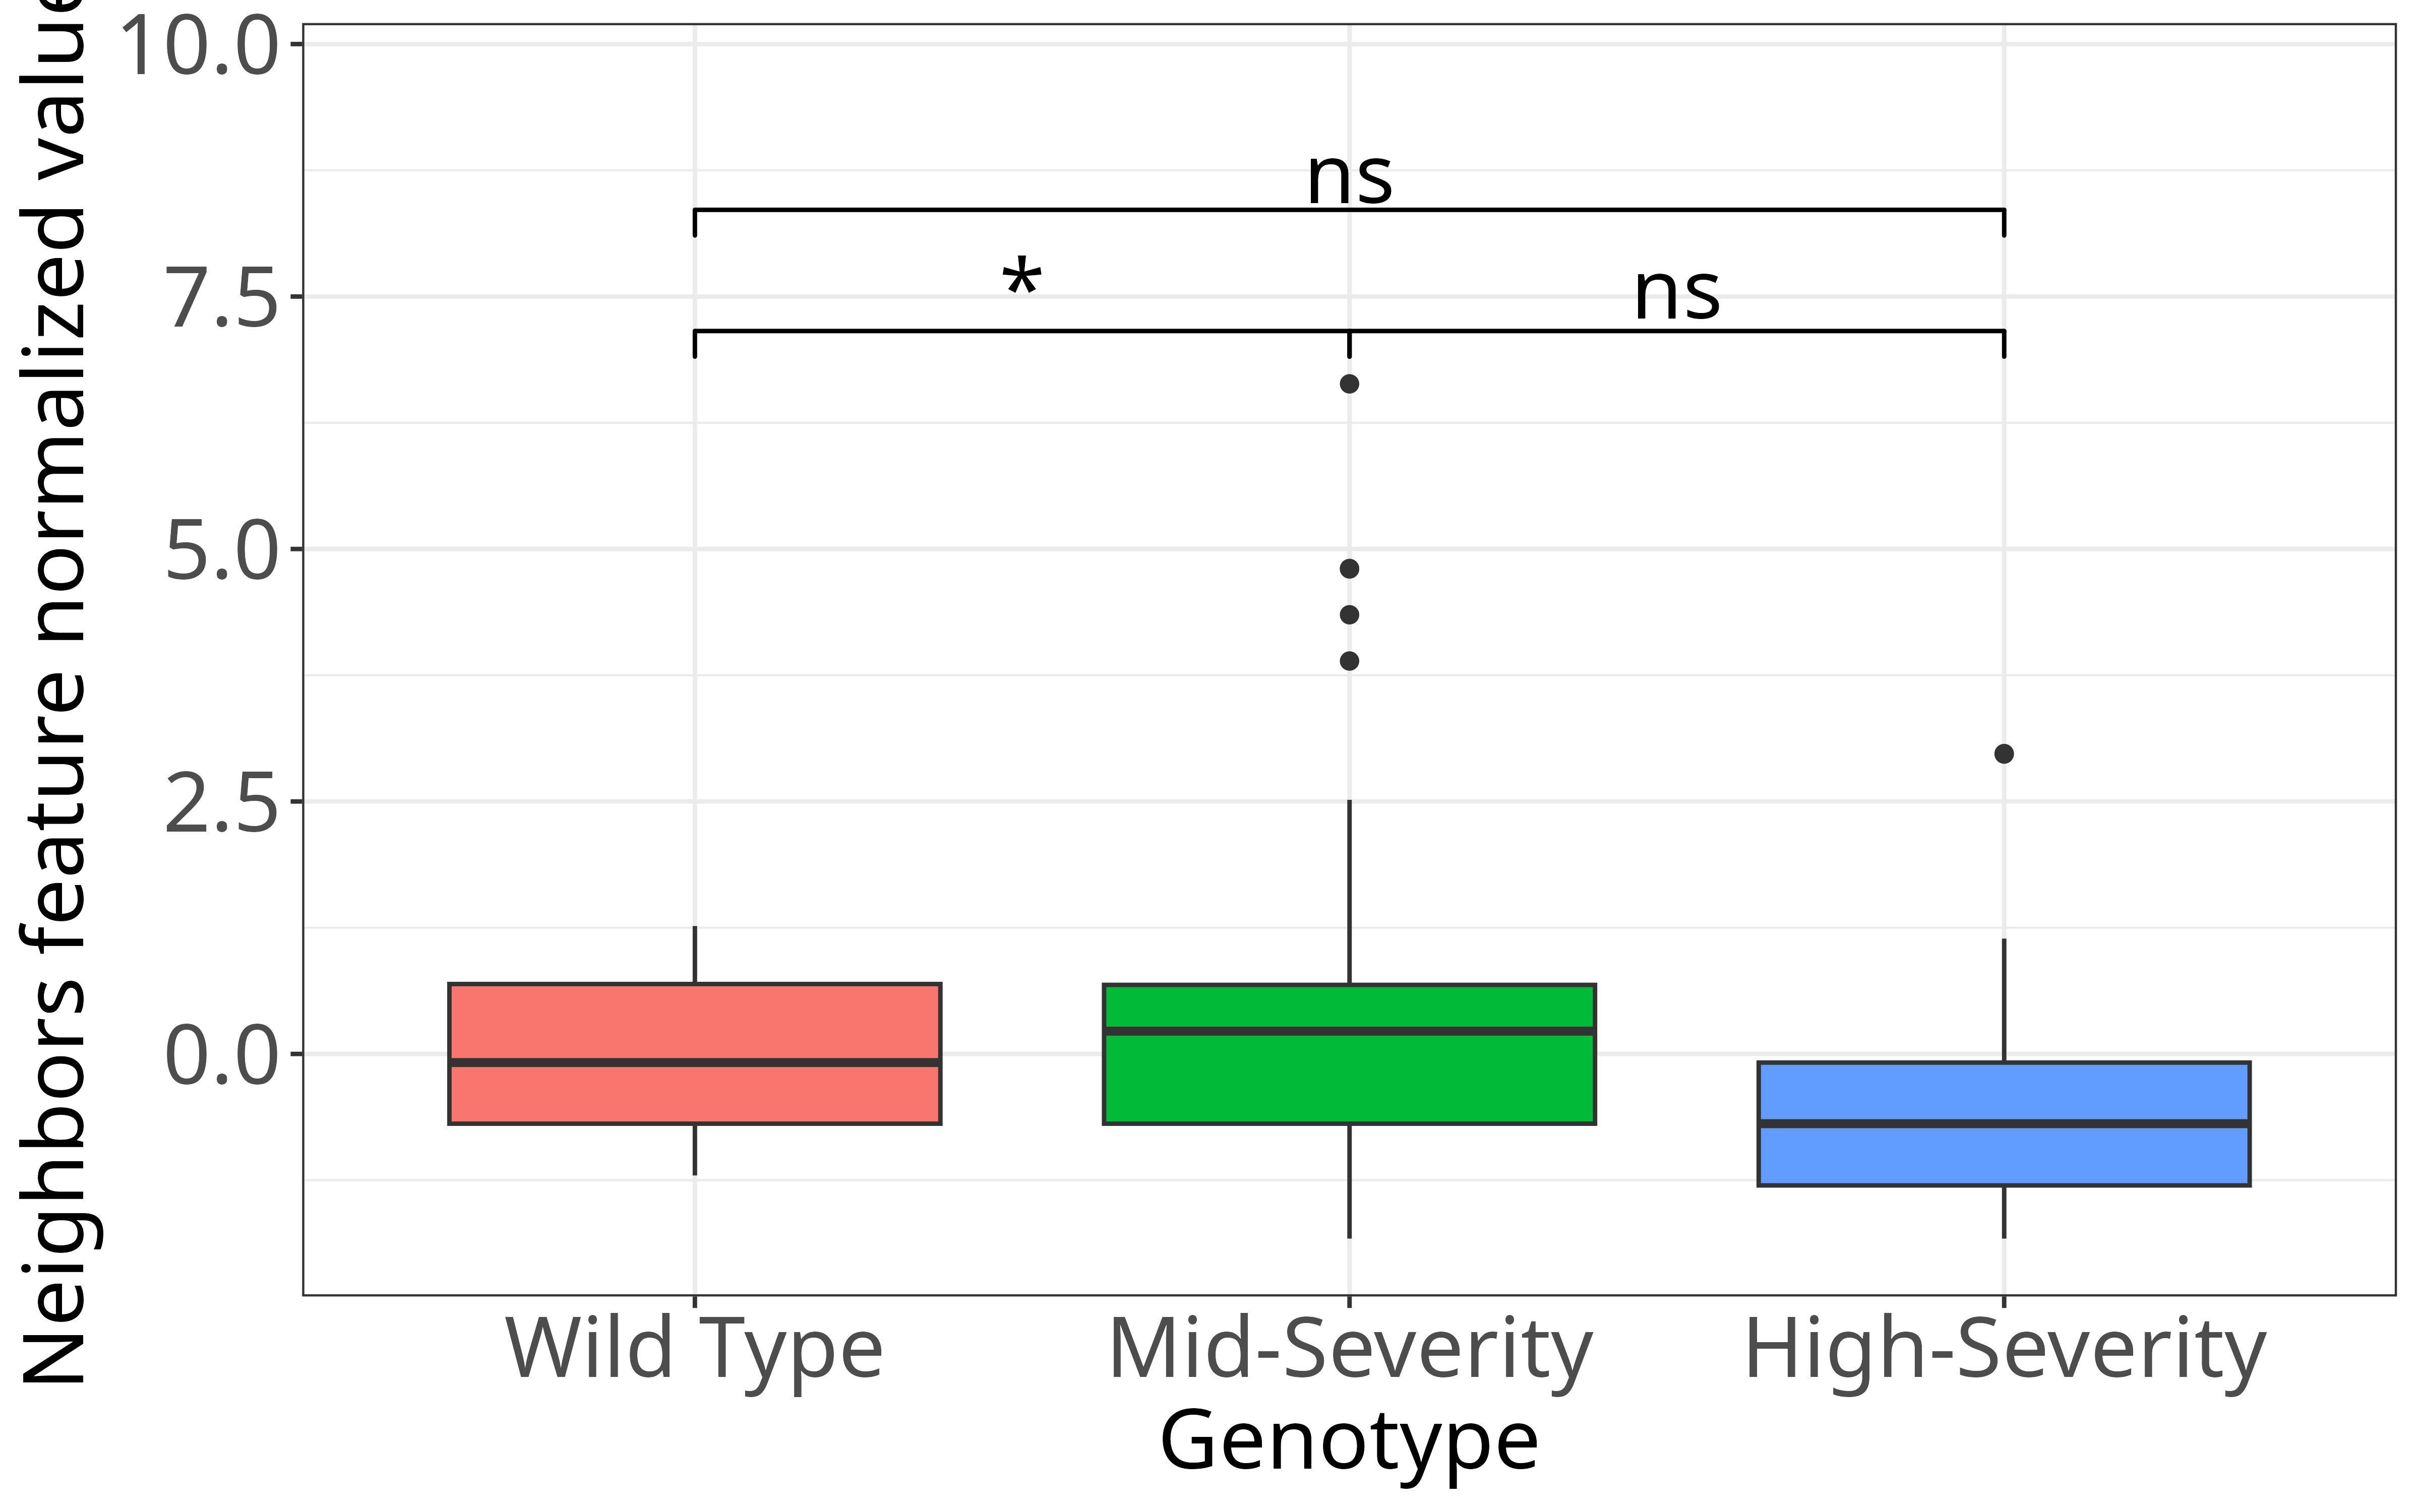 Neighbors feature normalized value
10.0
7.5
5.0
2.5
0.0
ns
*
ns
Wild Type
Mid-Severity
High-Severity
Genotype